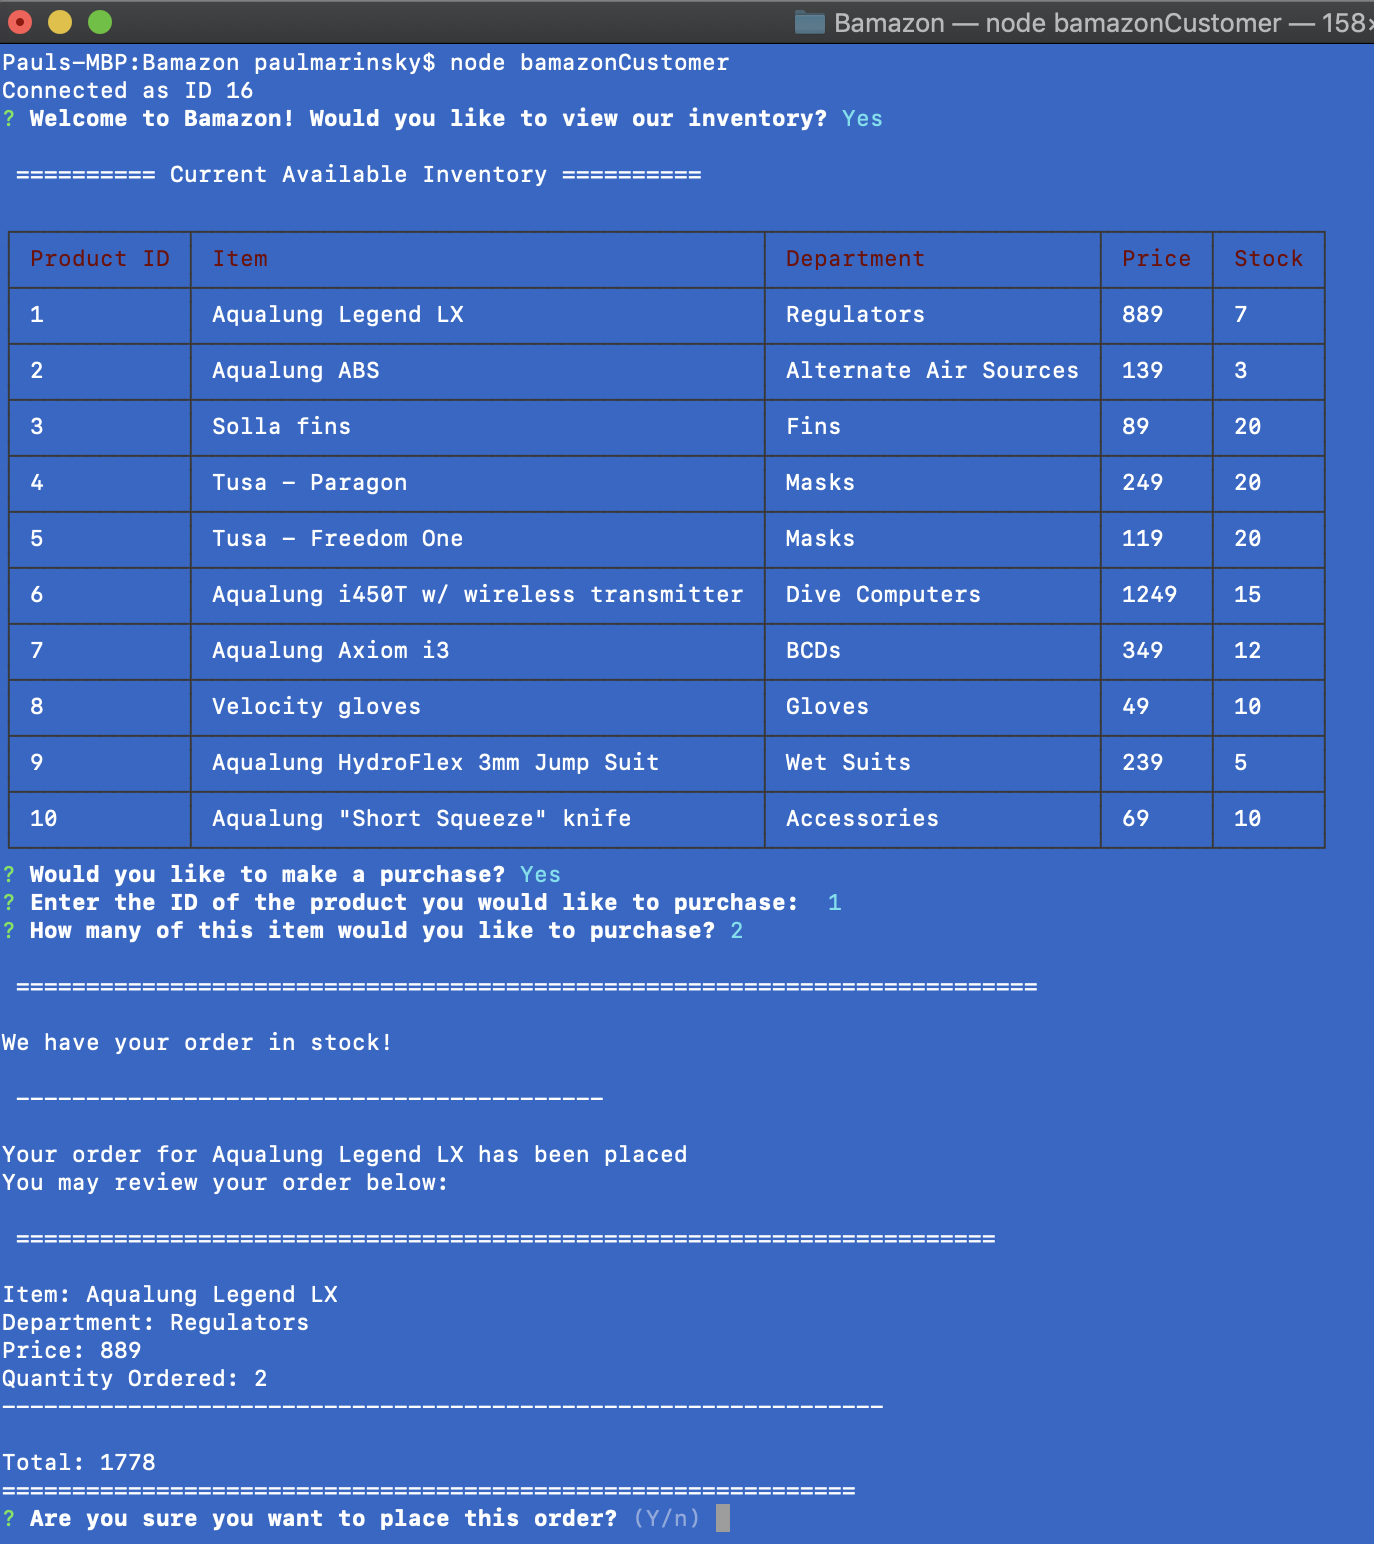 Bamazon — node bamazonCustomer — 158×
Pauls-MBP:Bamazon paulmarinsky$ node bamazonCustomer
Connected as ID 16
? Welcome to Bamazon! Would you like to view our inventory? Yes
========== Current Available Inventory ==========
Product ID Item Department Price Stock
1 Aqualung Legend LX Regulators 889 7
2 Aqualung ABS Alternate Air Sources 139 3
3 Solla fins Fins 89 20
4 Tusa - Paragon Masks 249 20
5 Tusa - Freedom One Masks 119 20
6 Aqualung i450T w/ wireless transmitter Dive Computers 1249 15
7 Aqualung Axiom i3 BCDs 349 12
8 Velocity gloves Gloves 49 10
9 Aqualung HydroFlex 3mm Jump Suit Wet Suits 239 5
10 Aqualung "Short Squeeze" knife Accessories 69 10
? Would you like to make a purchase? Yes
? Enter the ID of the product you would like to purchase:  1
? How many of this item would you like to purchase? 2
=========================================================================
We have your order in stock!
------------------------------------------
Your order for Aqualung Legend LX has been placed
You may review your order below:
======================================================================
Item: Aqualung Legend LX
Department: Regulators
Price: 889
Quantity Ordered: 2
---------------------------------------------------------------
Total: 1778
=============================================================
? Are you sure you want to place this order? (Y/n)